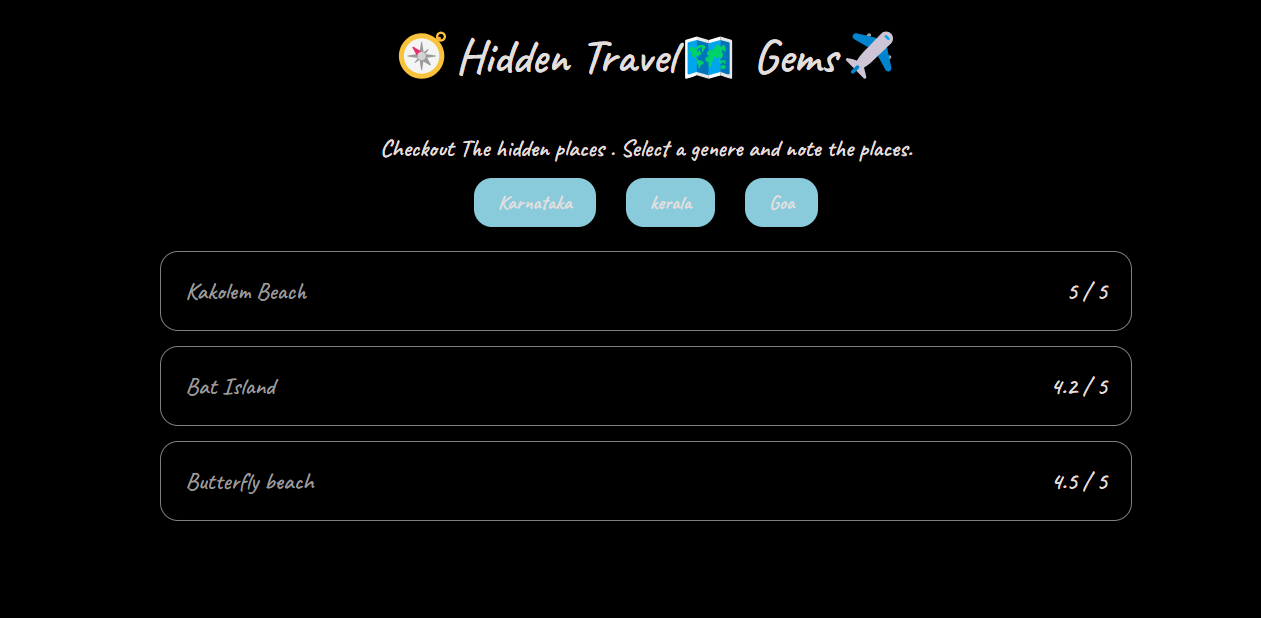 Hidden Travel Gems
Checkout The hidden places . Select a genere and note the places.
Karnataka kerala Goa
Kakolem Beach 5 / 5
Bat Island 4.2 / 5
Butterfly beach 4.5 / 5